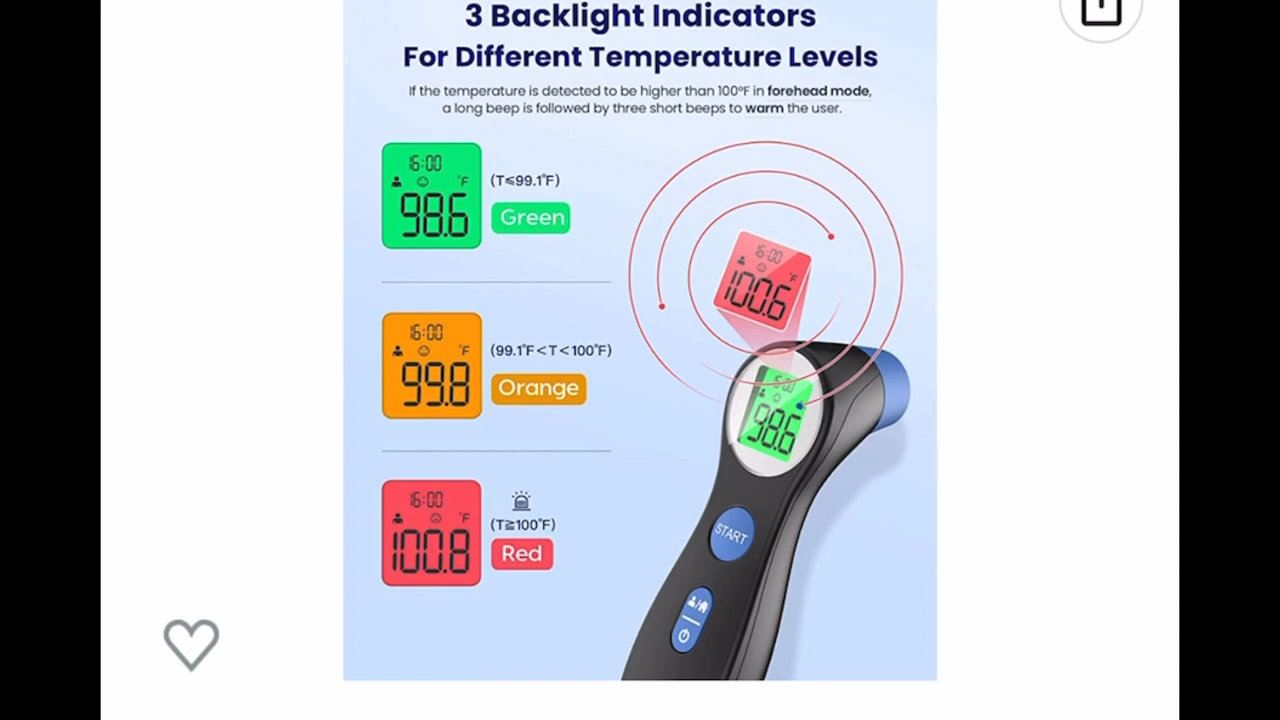 3 Backlight Indicators
For Different Temperature Levels
If the temperature is detected to be higher than 100°F in forehead mode,
a long beep is followed by three short beeps to warm the user.
16:00
°F
98.6
(T≤99.1°F)
Green
16:00
°F
99.8
(99.1°F<T<100°F)
Orange
16:00
°F
100.8
(T≧100°F)
Red
16:00
°F
100.6
98.6
START